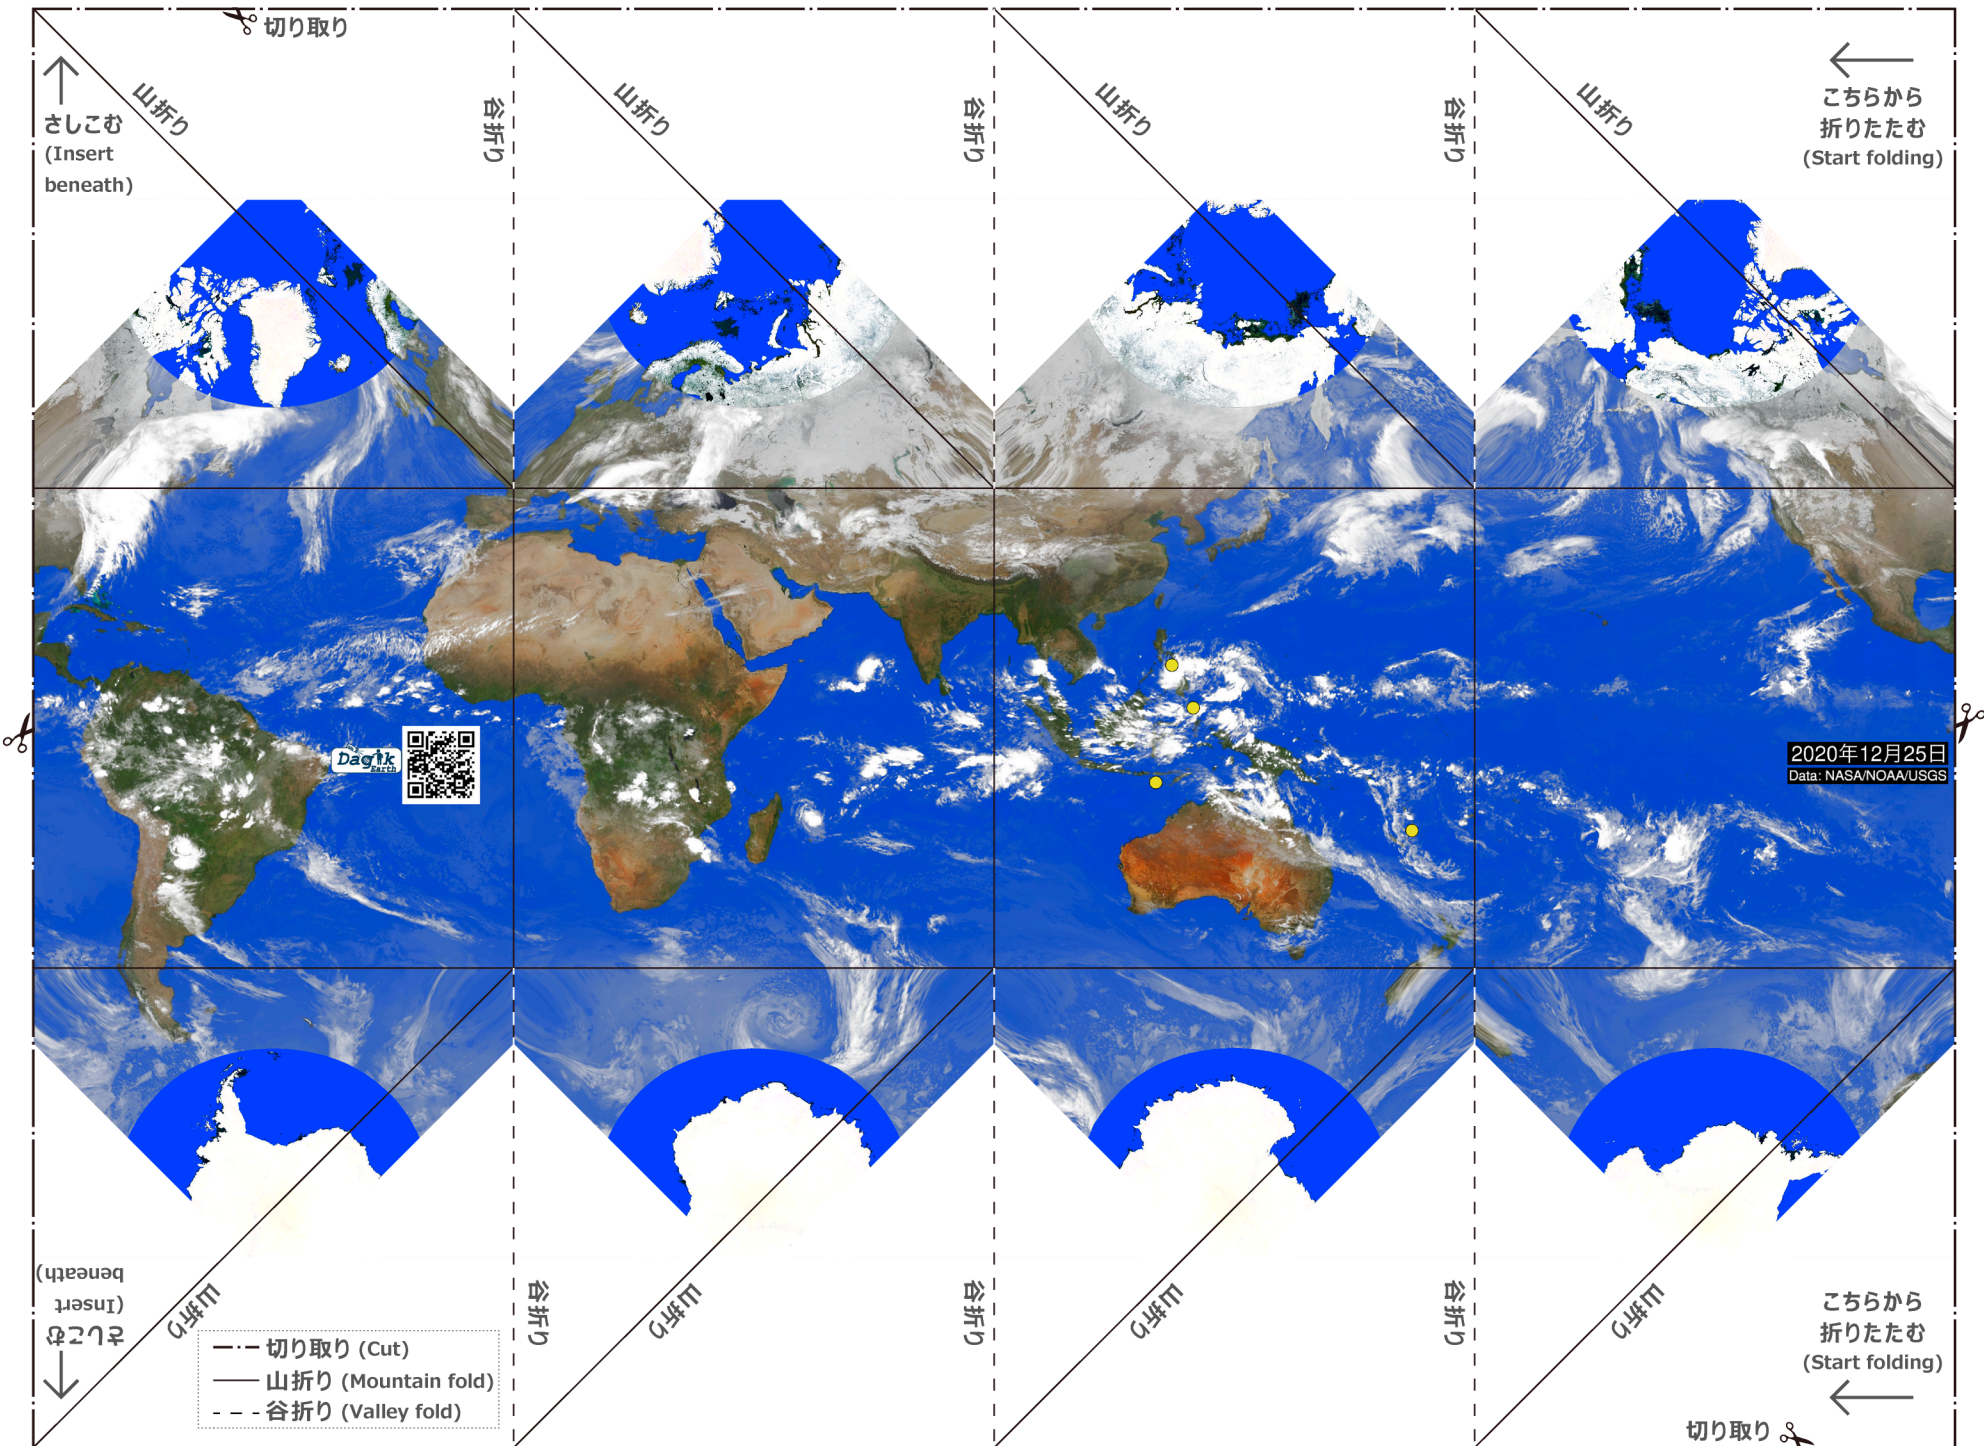 切り取り
山折り
山折り
山折り
山折り
谷折り
谷折り
谷折り
さしこむ
(Insert
beneath)
こちらから
折りたたむ
(Start folding)
Dagik
Earth
2020年12月25日
Data: NASA/NOAA/USGS
さしこむ
(Insert
beneath)
山折り
山折り
山折り
山折り
谷折り
谷折り
谷折り
こちらから
折りたたむ
(Start folding)
切り取り (Cut)
山折り (Mountain fold)
谷折り (Valley fold)
切り取り